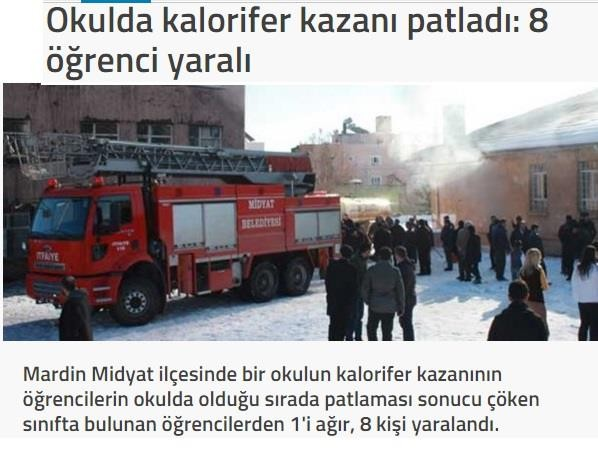 Okulda kalorifer kazanı patladı: 8
öğrenci yaralı
MİDYAT
BELEDİYESİ
İTFAİYE
Mardin Midyat ilçesinde bir okulun kalorifer kazanının
öğrencilerin okulda olduğu sırada patlaması sonucu çöken
sınıfta bulunan öğrencilerden 1'i ağır, 8 kişi yaralandı.